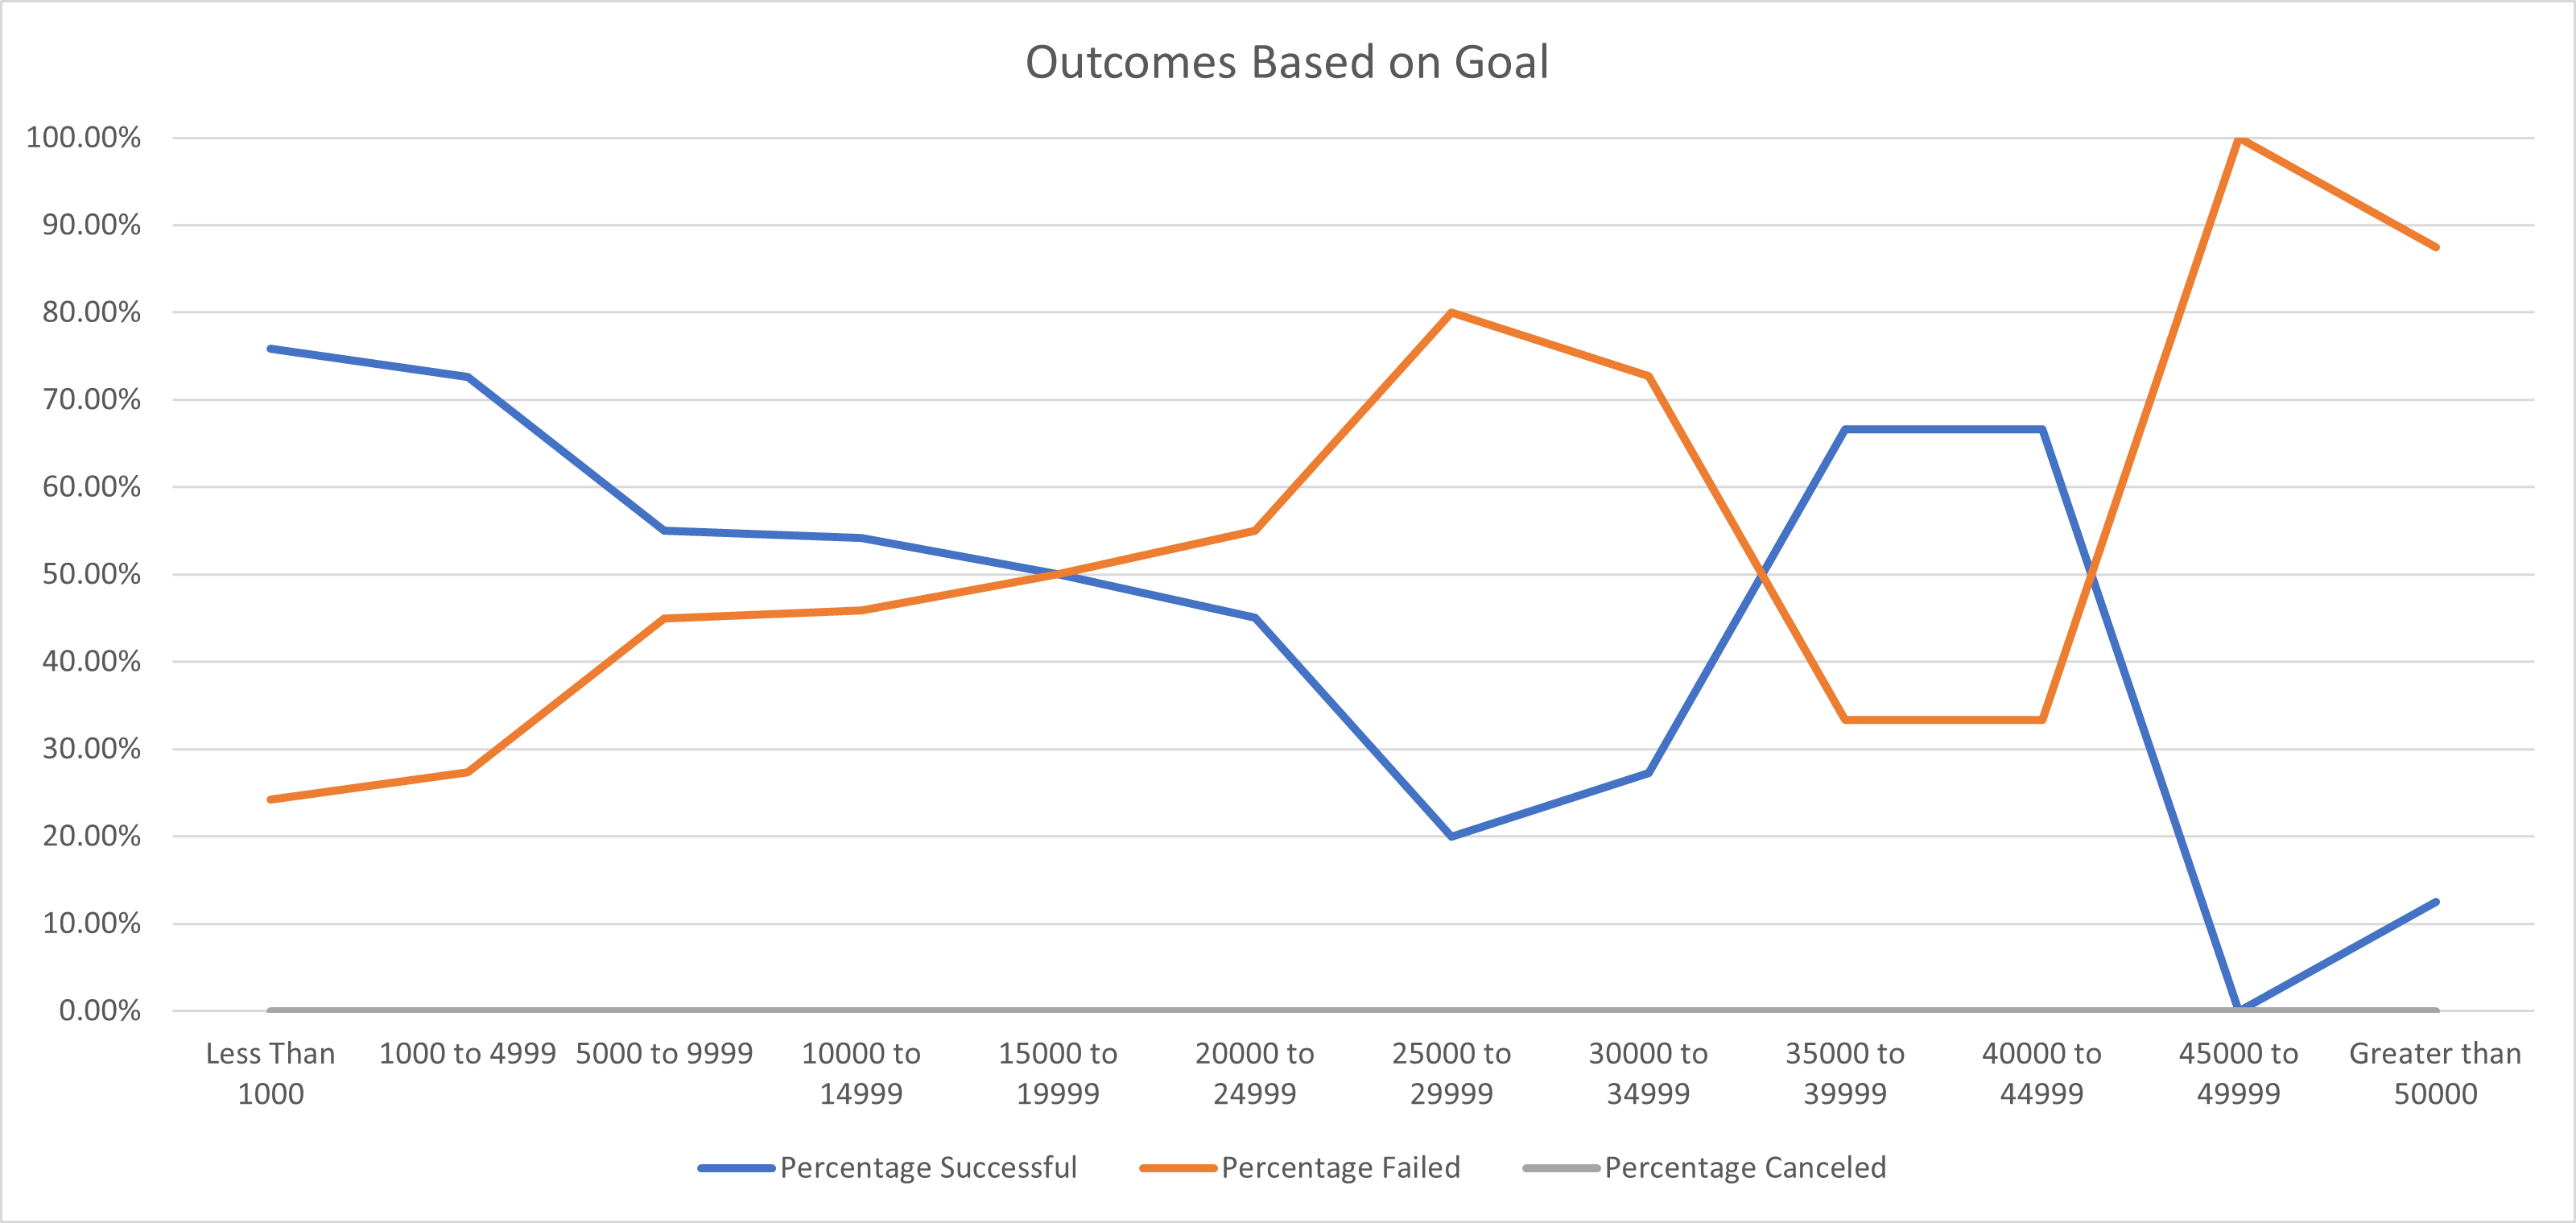 Outcomes Based on Goal
100.00%
90.00%
80.00%
70.00%
60.00%
50.00%
40.00%
30.00%
20.00%
10.00%
0.00%
Less Than
1000
1000 to 4999
5000 to 9999
10000 to
14999
15000 to
19999
20000 to
24999
25000 to
29999
30000 to
34999
35000 to
39999
40000 to
44999
45000 to
49999
Greater than
50000
Percentage Successful
Percentage Failed
Percentage Canceled